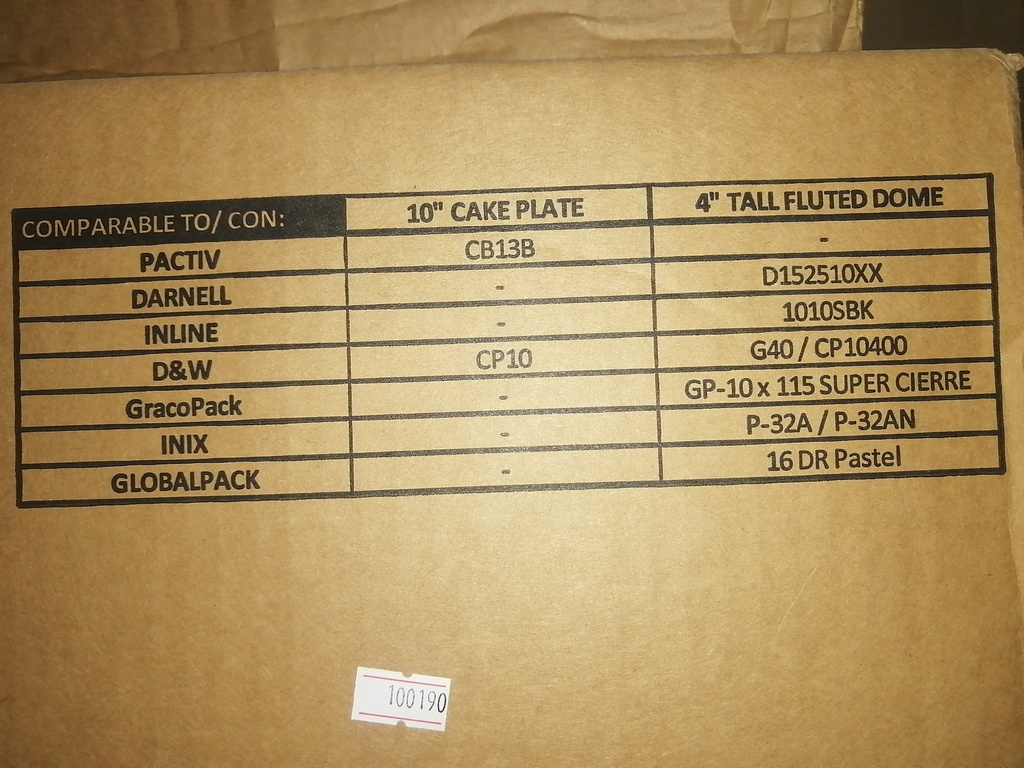 COMPARABLE TO/ CON: 10" CAKE PLATE 4" TALL FLUTED DOME
PACTIV CB13B -
DARNELL - D152510XX
INLINE - 1010SBK
D&W CP10 G40 / CP10400
GracoPack - GP-10 x 115 SUPER CIERRE
INIX - P-32A / P-32AN
GLOBALPACK - 16 DR Pastel
100190